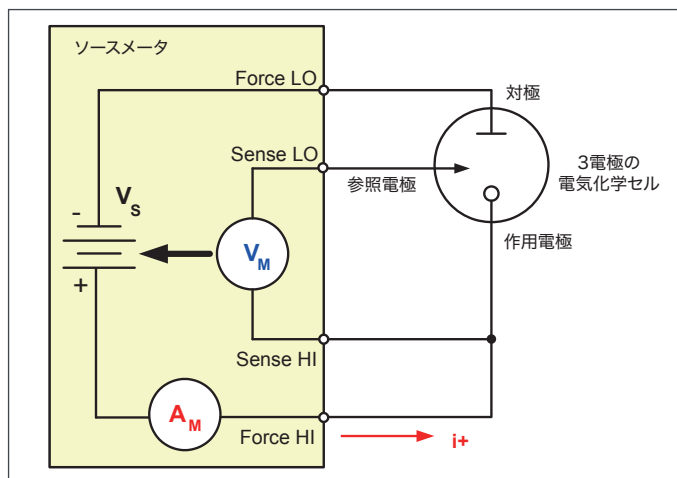 ソースメータ
Force LO
対極
Sense LO
参照電極
3電極の
電気化学セル
VS
-
VM
作用電極
+
Sense HI
AM
Force HI
i+